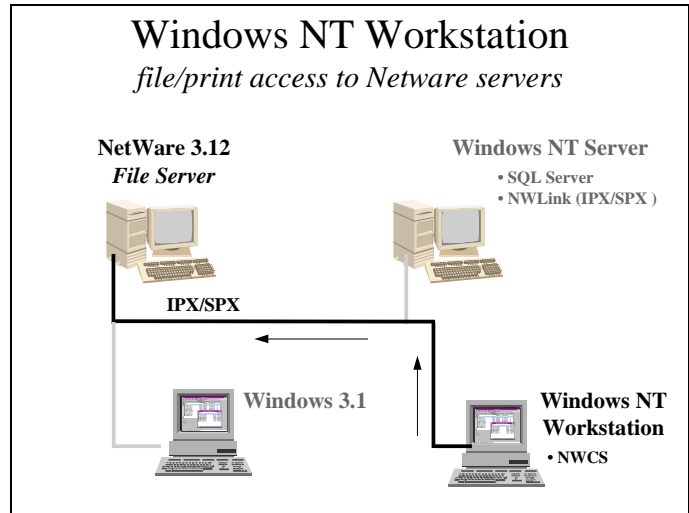 Windows NT Workstation
file/print access to Netware servers
NetWare 3.12
File Server
Windows NT Server
• SQL Server
• NWLink (IPX/SPX )
IPX/SPX
Windows 3.1
Windows NT
Workstation
• NWCS